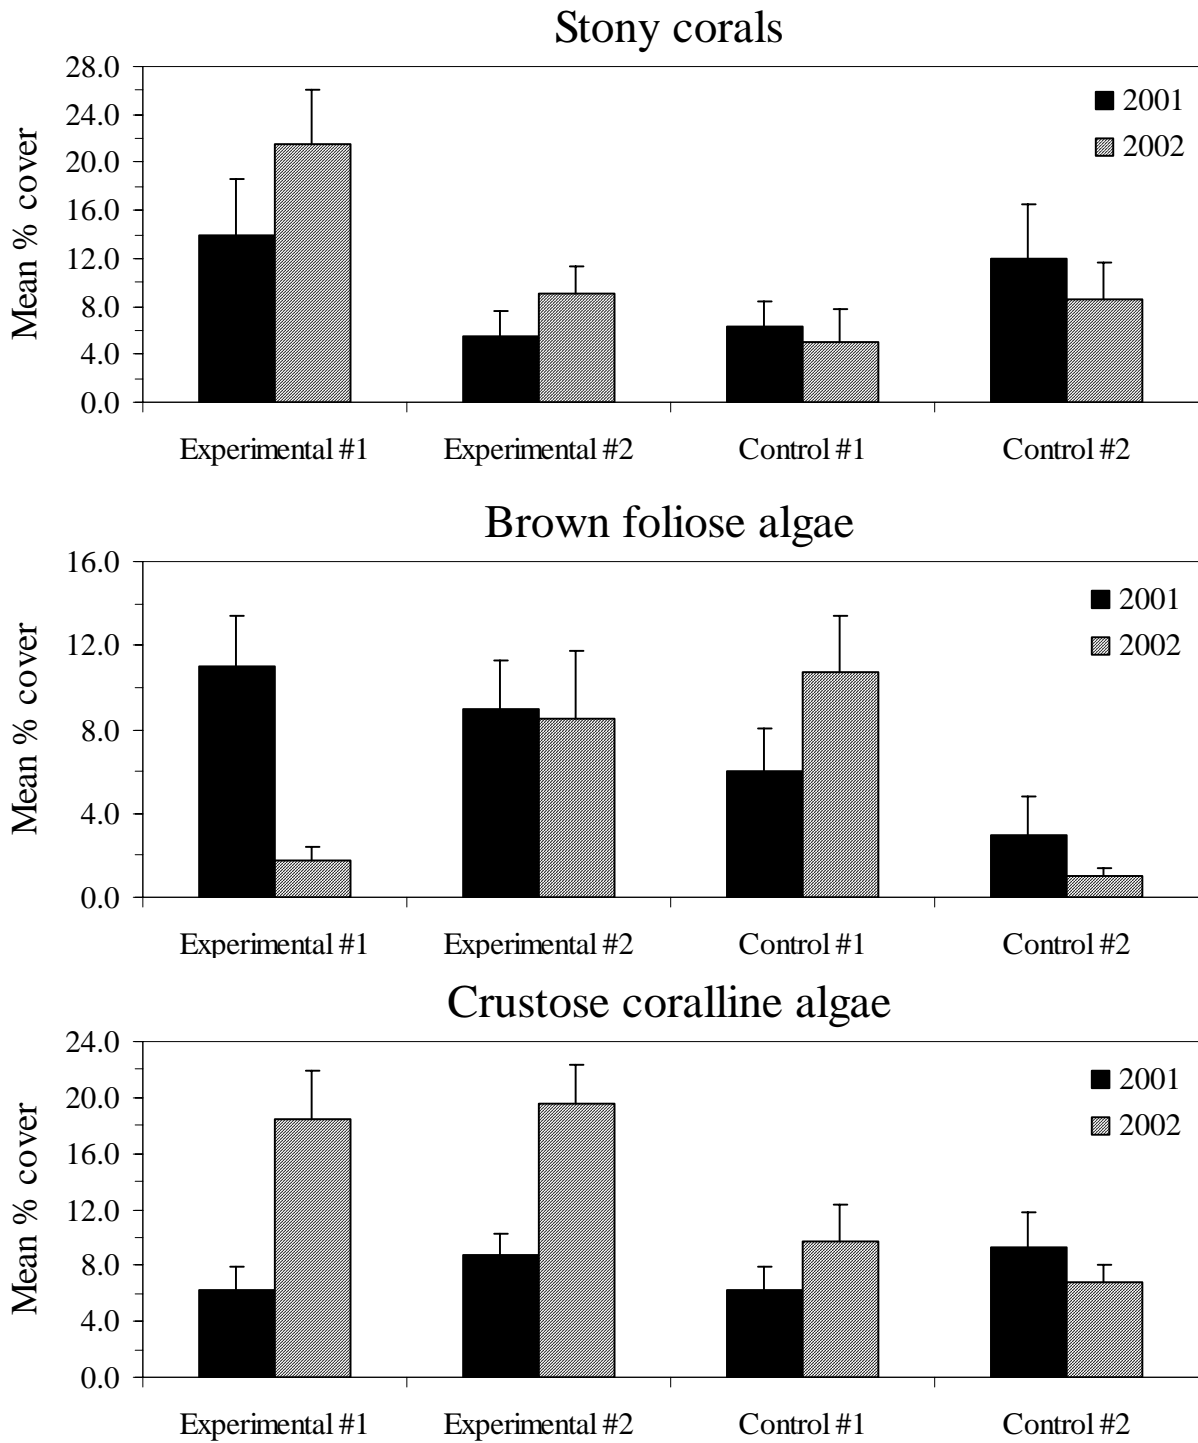 Stony corals
28.0
24.0
20.0
16.0
12.0
8.0
4.0
0.0
Mean % cover
2001
2002
Experimental #1 Experimental #2 Control #1 Control #2
Brown foliose algae
16.0
12.0
8.0
4.0
0.0
Mean % cover
2001
2002
Experimental #1 Experimental #2 Control #1 Control #2
Crustose coralline algae
24.0
20.0
16.0
12.0
8.0
4.0
0.0
Mean % cover
2001
2002
Experimental #1 Experimental #2 Control #1 Control #2